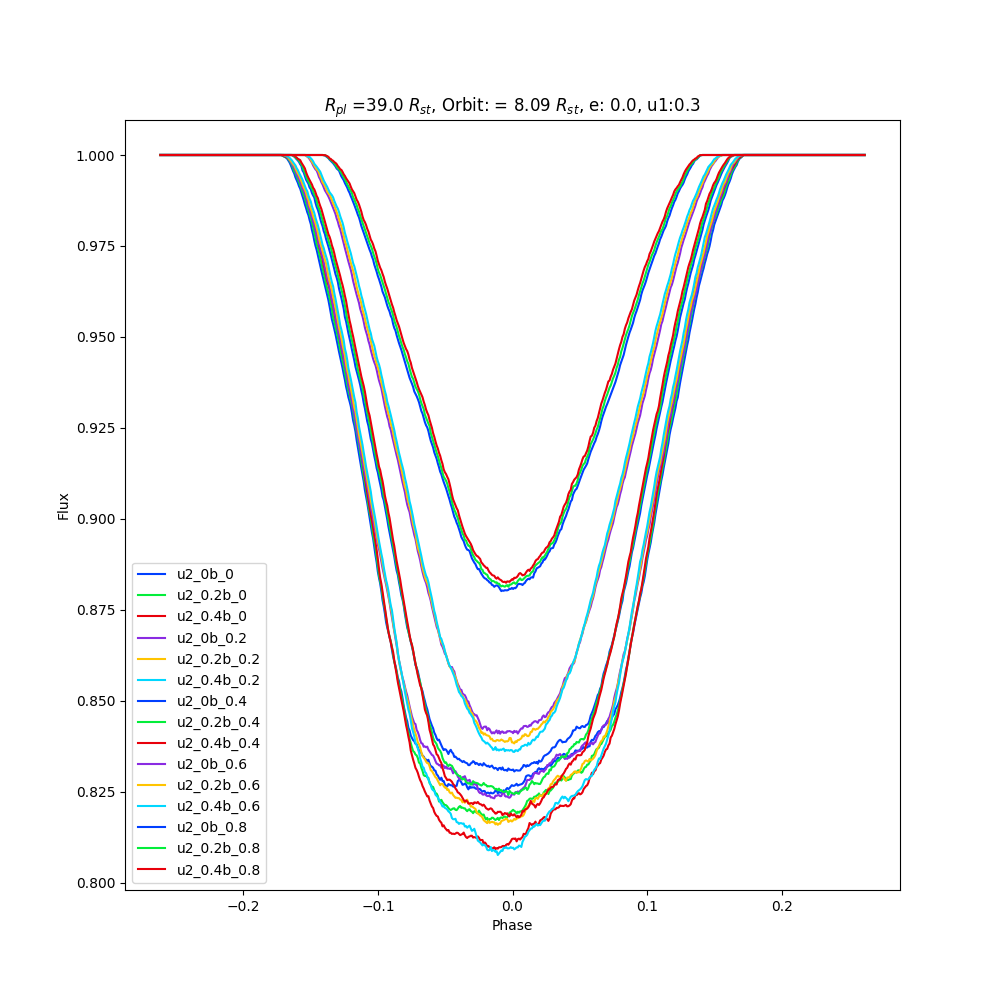 R_pl =39.0 R_st, Orbit: = 8.09 R_st, e: 0.0, u1:0.3
1.000
0.975
0.950
0.925
0.900
0.875
0.850
0.825
0.800
Flux
u2_0b_0
u2_0.2b_0
u2_0.4b_0
u2_0b_0.2
u2_0.2b_0.2
u2_0.4b_0.2
u2_0b_0.4
u2_0.2b_0.4
u2_0.4b_0.4
u2_0b_0.6
u2_0.2b_0.6
u2_0.4b_0.6
u2_0b_0.8
u2_0.2b_0.8
u2_0.4b_0.8
−0.2 −0.1 0.0 0.1 0.2
Phase